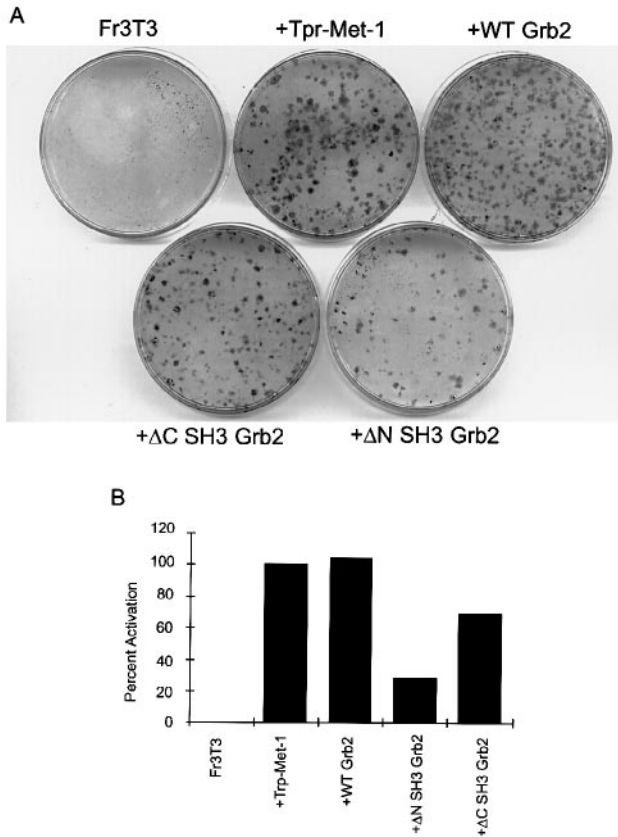 A
Fr3T3 +Tpr-Met-1 +WT Grb2
+ΔC SH3 Grb2 +ΔN SH3 Grb2
B
120
100
80
60
40
20
0
Percent Activation
Fr3T3
+Trp-Met-1
+WT Grb2
+ΔN SH3 Grb2
+ΔC SH3 Grb2